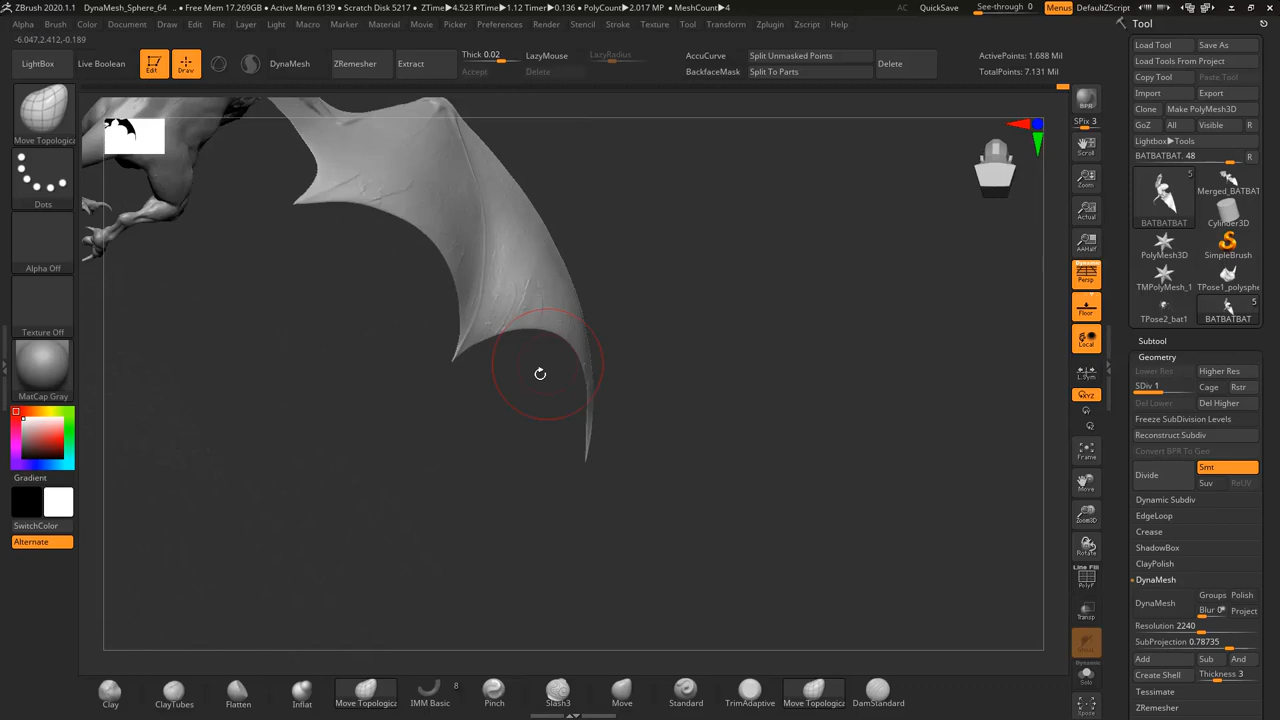 ZBrush 2020.1.1 DynaMesh_Sphere_64 .. • Free Mem 17.269GB • Active Mem 6139 • Scratch Disk 5217 • ZTime▶4.523 RTime▶1.12 Timer▶0.136 • PolyCount▶2.017 MP • MeshCount▶4 AC QuickSave See-through 0 Menus DefaultZScript
Alpha Brush Color Document Draw Edit File Layer Light Macro Marker Material Movie Picker Preferences Render Stencil Stroke Texture Tool Transform Zplugin Zscript Help
-6.047,2.412,-0.189
LightBox Live Boolean Edit Draw DynaMesh ZRemesher Extract
Thick 0.02 LazyMouse LazyRadius AccuCurve Split Unmasked Points ActivePoints: 1.688 Mil
Accept Delete BackfaceMask Split To Parts Delete TotalPoints: 7.131 Mil
Move Topologica
Dots
Alpha Off
Texture Off
MatCap Gray
Gradient
SwitchColor
Alternate
BPR
SPix 3
Scroll
Zoom
Actual
AAHalf
Dynamic
Persp
Floor
Local
L.Sym
XYZ
Frame
Move
Zoom3D
Rotate
Line Fill
PolyF
Transp
Dynamic
Solo
Xpose
Tool
Load Tool Save As
Load Tools From Project
Copy Tool Paste Tool
Import Export
Clone Make PolyMesh3D
GoZ All Visible R
Lightbox▶Tools
BATBATBAT. 48 R
5
BATBATBAT Merged_BATBAT
Cylinder3D
PolyMesh3D SimpleBrush
TMPolyMesh_1 TPose1_polysphe
5
TPose2_bat1 BATBATBAT
Subtool
Geometry
Lower Res Higher Res
SDiv 1 Cage Rstr
Del Lower Del Higher
Freeze SubDivision Levels
Reconstruct Subdiv
Convert BPR To Geo
Divide Smt
Suv ReUV
Dynamic Subdiv
EdgeLoop
Crease
ShadowBox
ClayPolish
DynaMesh
DynaMesh Groups Polish
Blur 0 Project
Resolution 2240
SubProjection 0.78735
Add Sub And
Create Shell Thickness 3
Tessimate
ZRemesher
8
Clay ClayTubes Flatten Inflat Move Topologica IMM Basic Pinch Slash3 Move Standard TrimAdaptive Move Topologica DamStandard